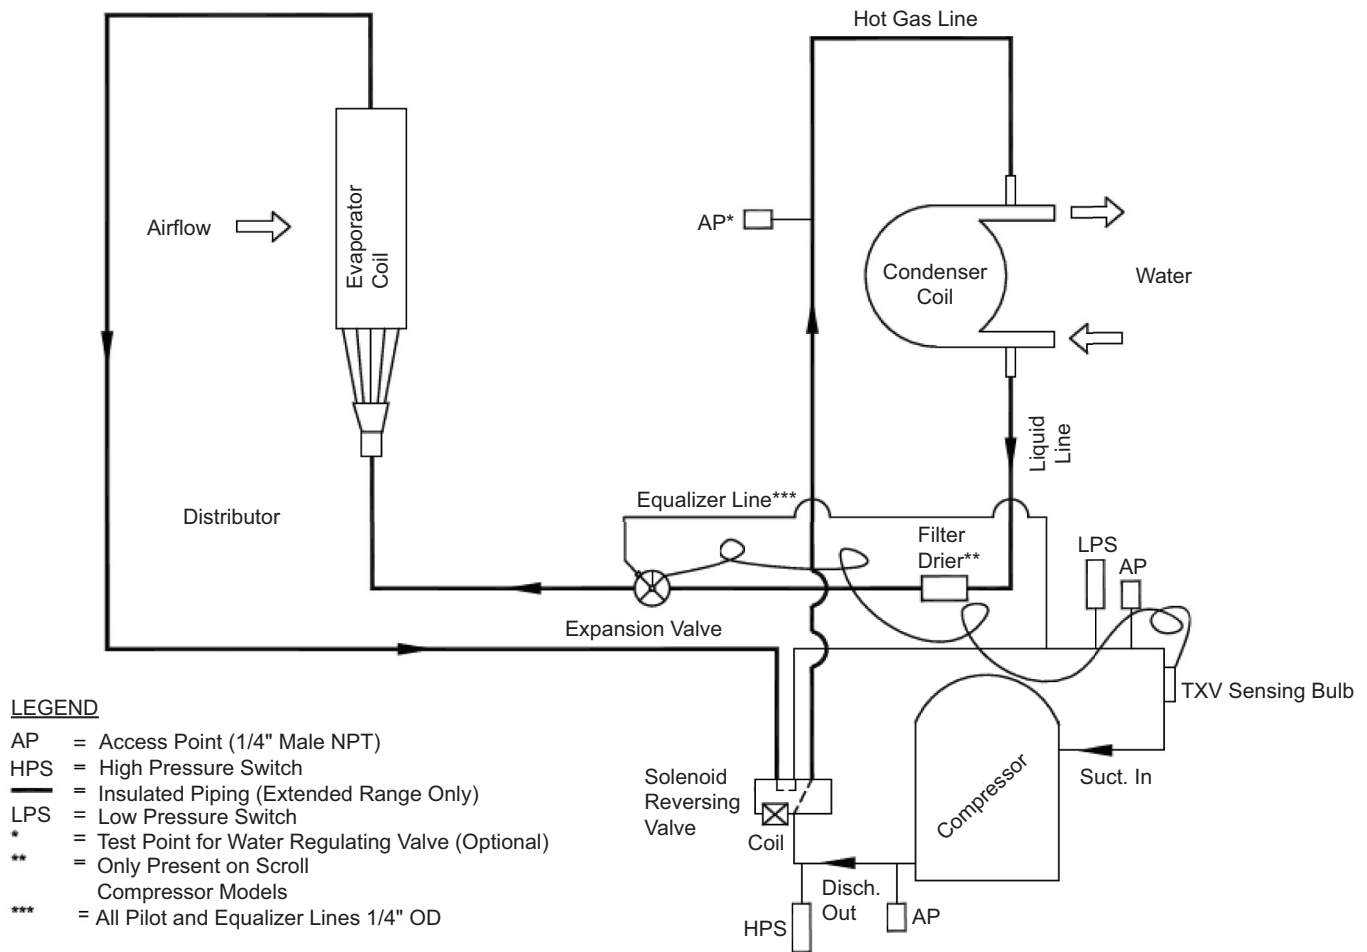 Hot Gas Line
Airflow
Evaporator
Coil
AP*
Condenser
Coil
Water
Liquid
Line
Equalizer Line***
Distributor
Filter
Drier**
LPS
AP
Expansion Valve
TXV Sensing Bulb
Suct. In
Compressor
Solenoid
Reversing
Valve
Coil
Disch.
Out
HPS
AP
LEGEND
AP = Access Point (1/4" Male NPT)
HPS = High Pressure Switch
= Insulated Piping (Extended Range Only)
LPS = Low Pressure Switch
* = Test Point for Water Regulating Valve (Optional)
** = Only Present on Scroll
Compressor Models
*** = All Pilot and Equalizer Lines 1/4" OD